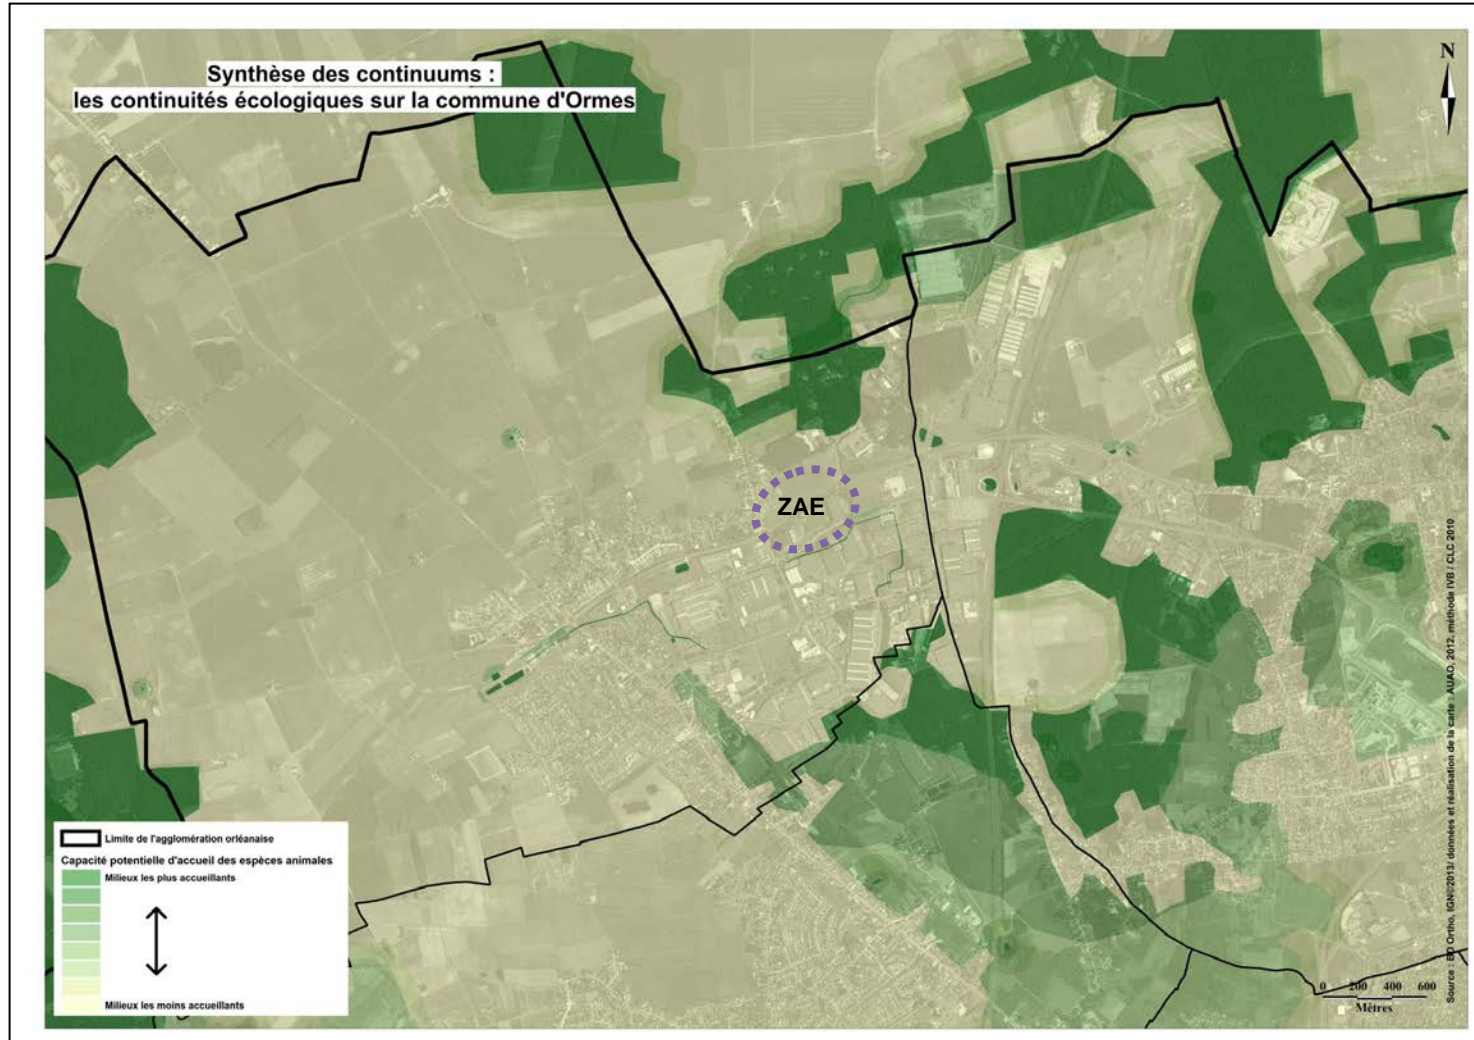 Synthèse des continuums :
les continuités écologiques sur la commune d'Ormes
N
ZAE
Limite de l'agglomération orléanaise
Capacité potentielle d'accueil des espèces animales
Milieux les plus accueillants
Milieux les moins accueillants
0 200 400 600
Mètres
Source : BD Ortho, IGN©2013/ données et réalisation de la carte : AUAO, 2012, méthode IVB / CLC 2010